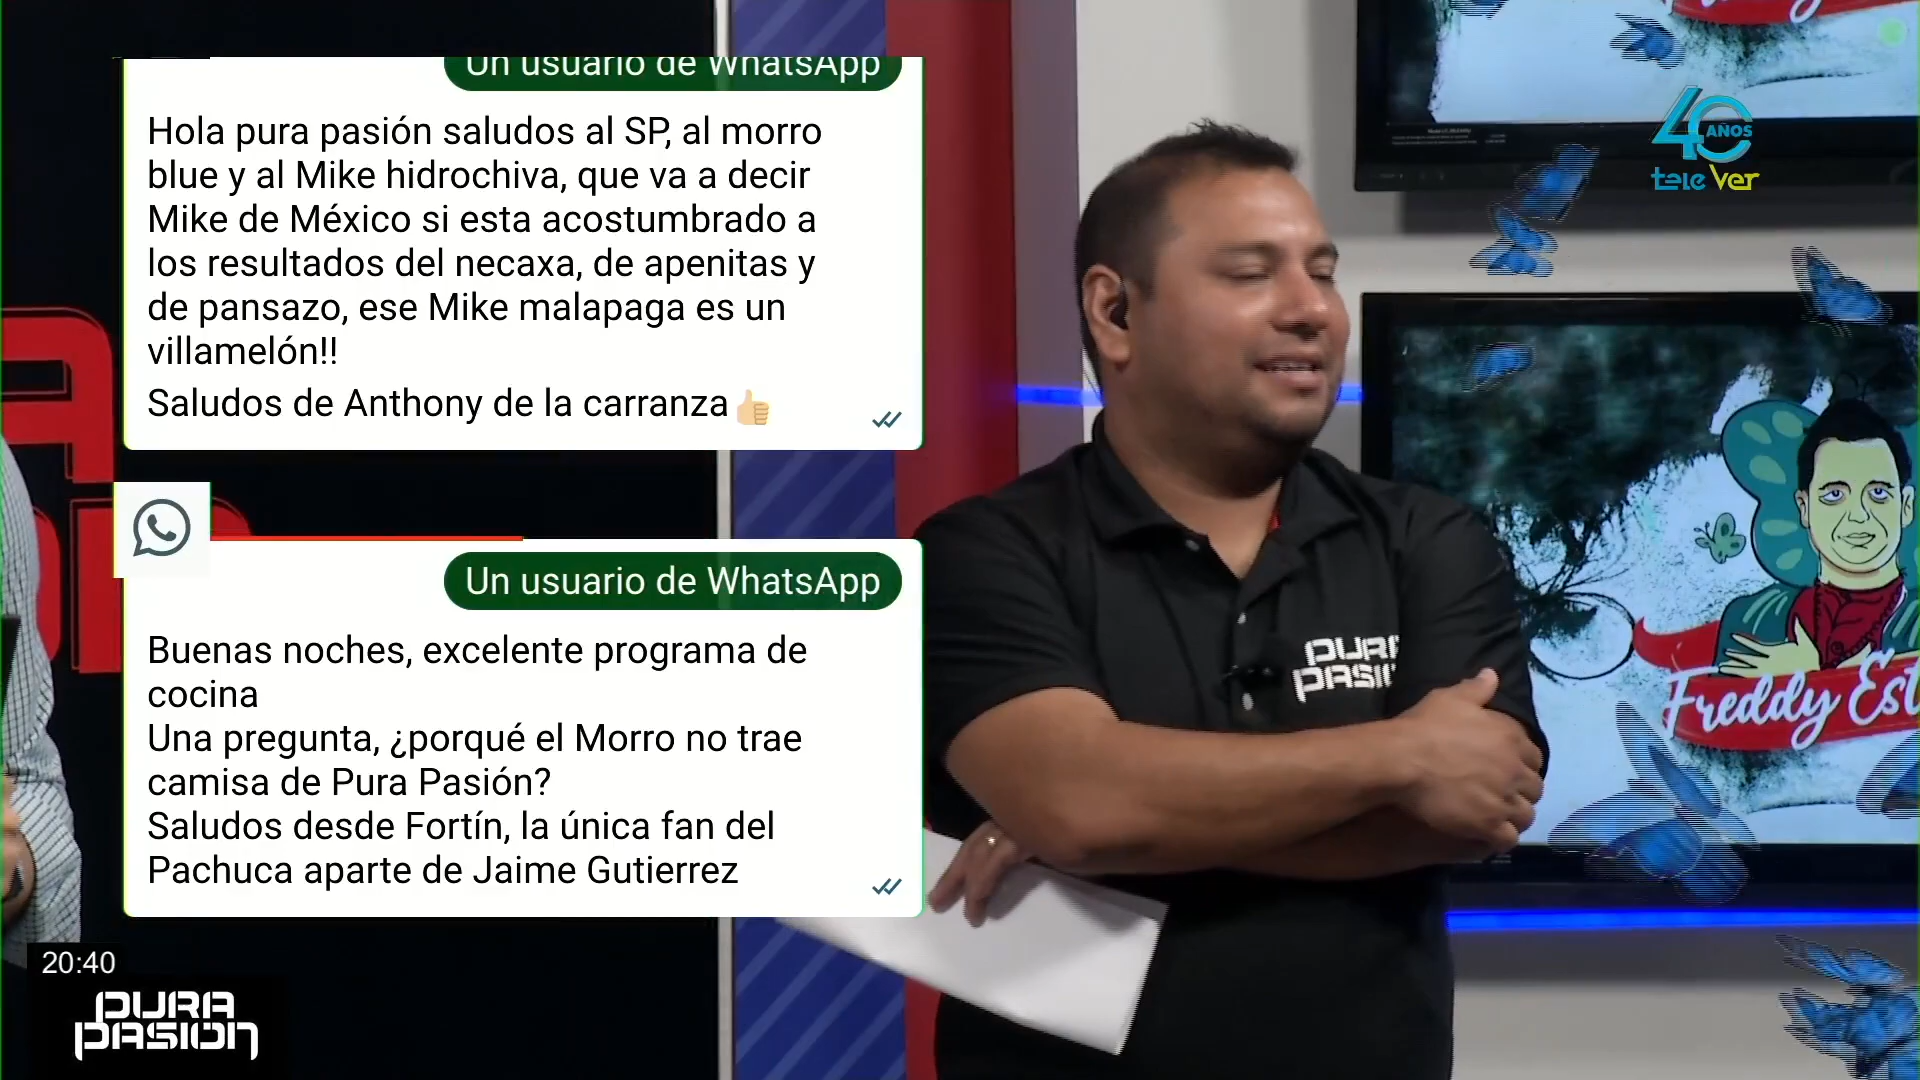 Un usuario de WhatsApp
Hola pura pasión saludos al SP, al morro
blue y al Mike hidrochiva, que va a decir
Mike de México si esta acostumbrado a
los resultados del necaxa, de apenitas y
de pansazo, ese Mike malapaga es un
villamelón!!
Saludos de Anthony de la carranza
Un usuario de WhatsApp
Buenas noches, excelente programa de
cocina
Una pregunta, ¿porqué el Morro no trae
camisa de Pura Pasión?
Saludos desde Fortín, la única fan del
Pachuca aparte de Jaime Gutierrez
20:40
PURA
PASION
40 AÑOS
teleVer
PURA
PASI
Freddy Est